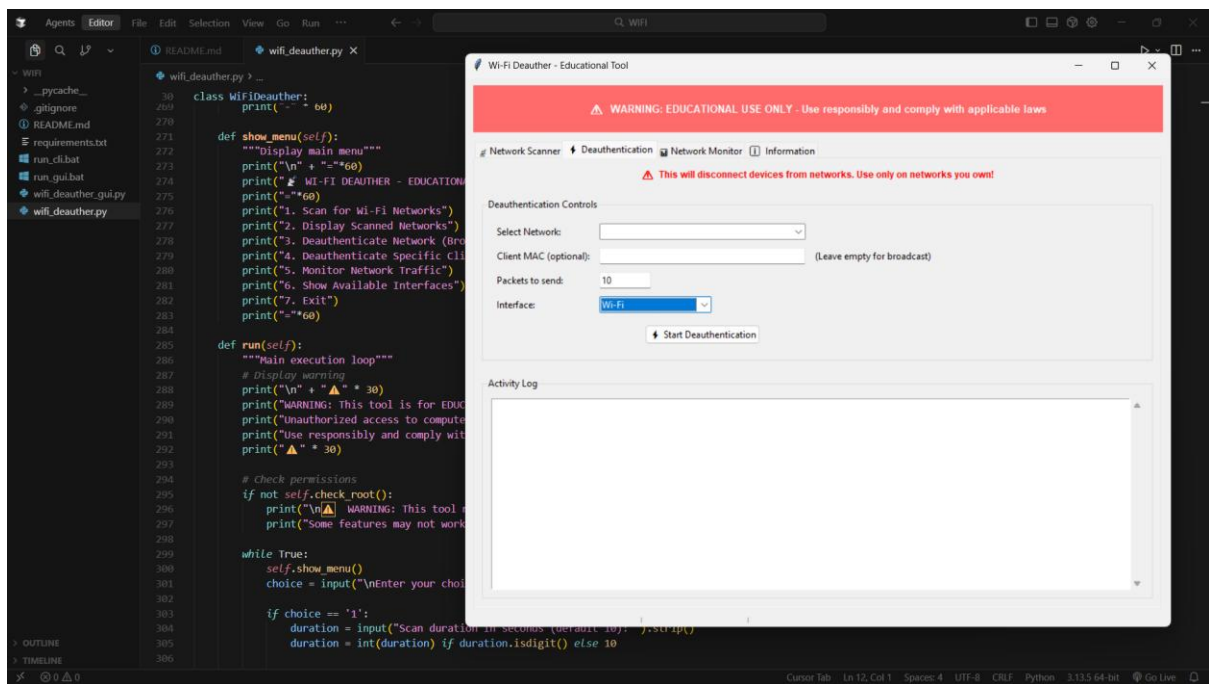 Agents Editor File Edit Selection View Go Run ··· WIFI
README.md wifi_deauther.py
WIFI
__pycache__
.gitignore
README.md
requirements.txt
run_cli.bat
run_gui.bat
wifi_deauther_gui.py
wifi_deauther.py
OUTLINE
TIMELINE
wifi_deauther.py > ...
30 class WiFiDeauther:
269 print("-" * 60)
270
271 def show_menu(self):
272 """Display main menu"""
273 print("\n" + "="*60)
274 print(" WI-FI DEAUTHER - EDUCATION
275 print("="*60)
276 print("1. Scan for Wi-Fi Networks")
277 print("2. Display Scanned Networks")
278 print("3. Deauthenticate Network (Bro
279 print("4. Deauthenticate Specific Cli
280 print("5. Monitor Network Traffic")
281 print("6. Show Available Interfaces")
282 print("7. Exit")
283 print("="*60)
284
285 def run(self):
286 """Main execution loop"""
287 # Display warning
288 print("\n" + "⚠" * 30)
289 print("WARNING: This tool is for EDUC
290 print("Unauthorized access to compute
291 print("Use responsibly and comply wit
292 print("⚠" * 30)
293
294 # Check permissions
295 if not self.check_root():
296 print("\n⚠ WARNING: This tool r
297 print("Some features may not work
298
299 while True:
300 self.show_menu()
301 choice = input("\nEnter your choi
302
303 if choice == '1':
304 duration = input("Scan duration in seconds (default 10): ").strip()
305 duration = int(duration) if duration.isdigit() else 10
306
Wi-Fi Deauther - Educational Tool
⚠ WARNING: EDUCATIONAL USE ONLY - Use responsibly and comply with applicable laws
Network Scanner Deauthentication Network Monitor Information
⚠ This will disconnect devices from networks. Use only on networks you own!
Deauthentication Controls
Select Network:
Client MAC (optional): (Leave empty for broadcast)
Packets to send: 10
Interface: Wi-Fi
Start Deauthentication
Activity Log
0 0 Cursor Tab Ln 12, Col 1 Spaces: 4 UTF-8 CRLF Python 3.13.5 64-bit Go Live